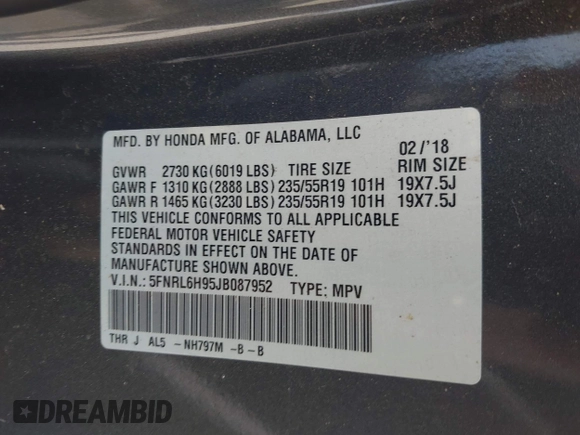 MFD. BY HONDA MFG. OF ALABAMA, LLC
02/'18
GVWR 2730 KG(6019 LBS) TIRE SIZE RIM SIZE
GAWR F 1310 KG(2888 LBS) 235/55R19 101H 19X7.5J
GAWR R 1465 KG(3230 LBS) 235/55R19 101H 19X7.5J
THIS VEHICLE CONFORMS TO ALL APPLICABLE
FEDERAL MOTOR VEHICLE SAFETY
STANDARDS IN EFFECT ON THE DATE OF
MANUFACTURE SHOWN ABOVE.
V.I.N.: 5FNRL6H95JB087952 TYPE: MPV
THR J AL5 -NH797M -B-B
DREAMBID